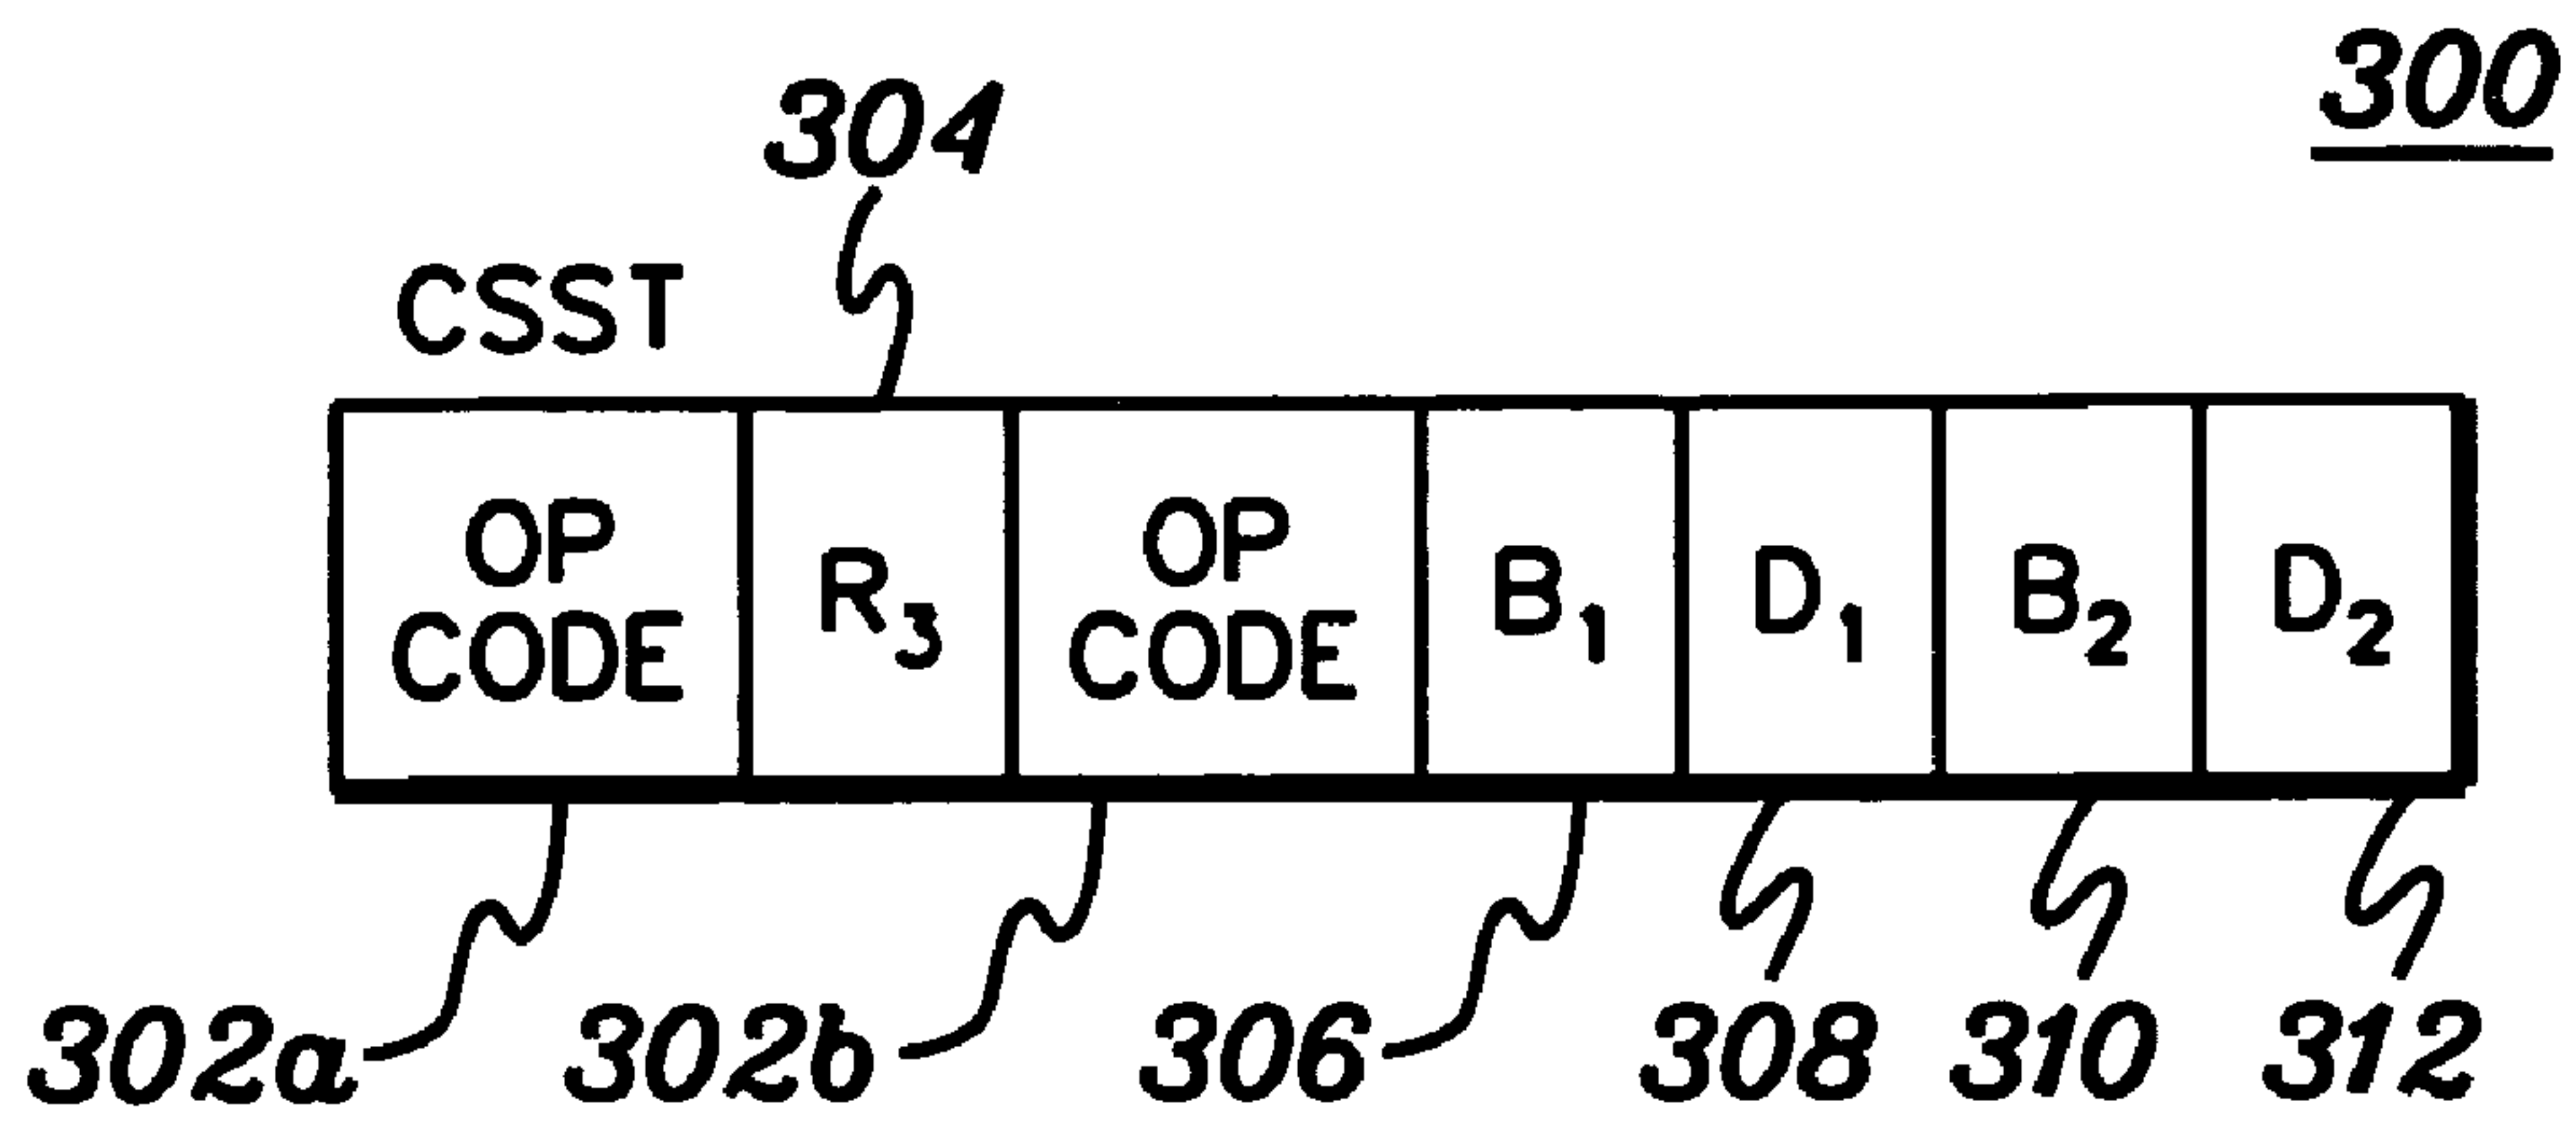 300
304
CSST
OP CODE R3 OP CODE B1 D1 B2 D2
302a 302b 306 308 310 312